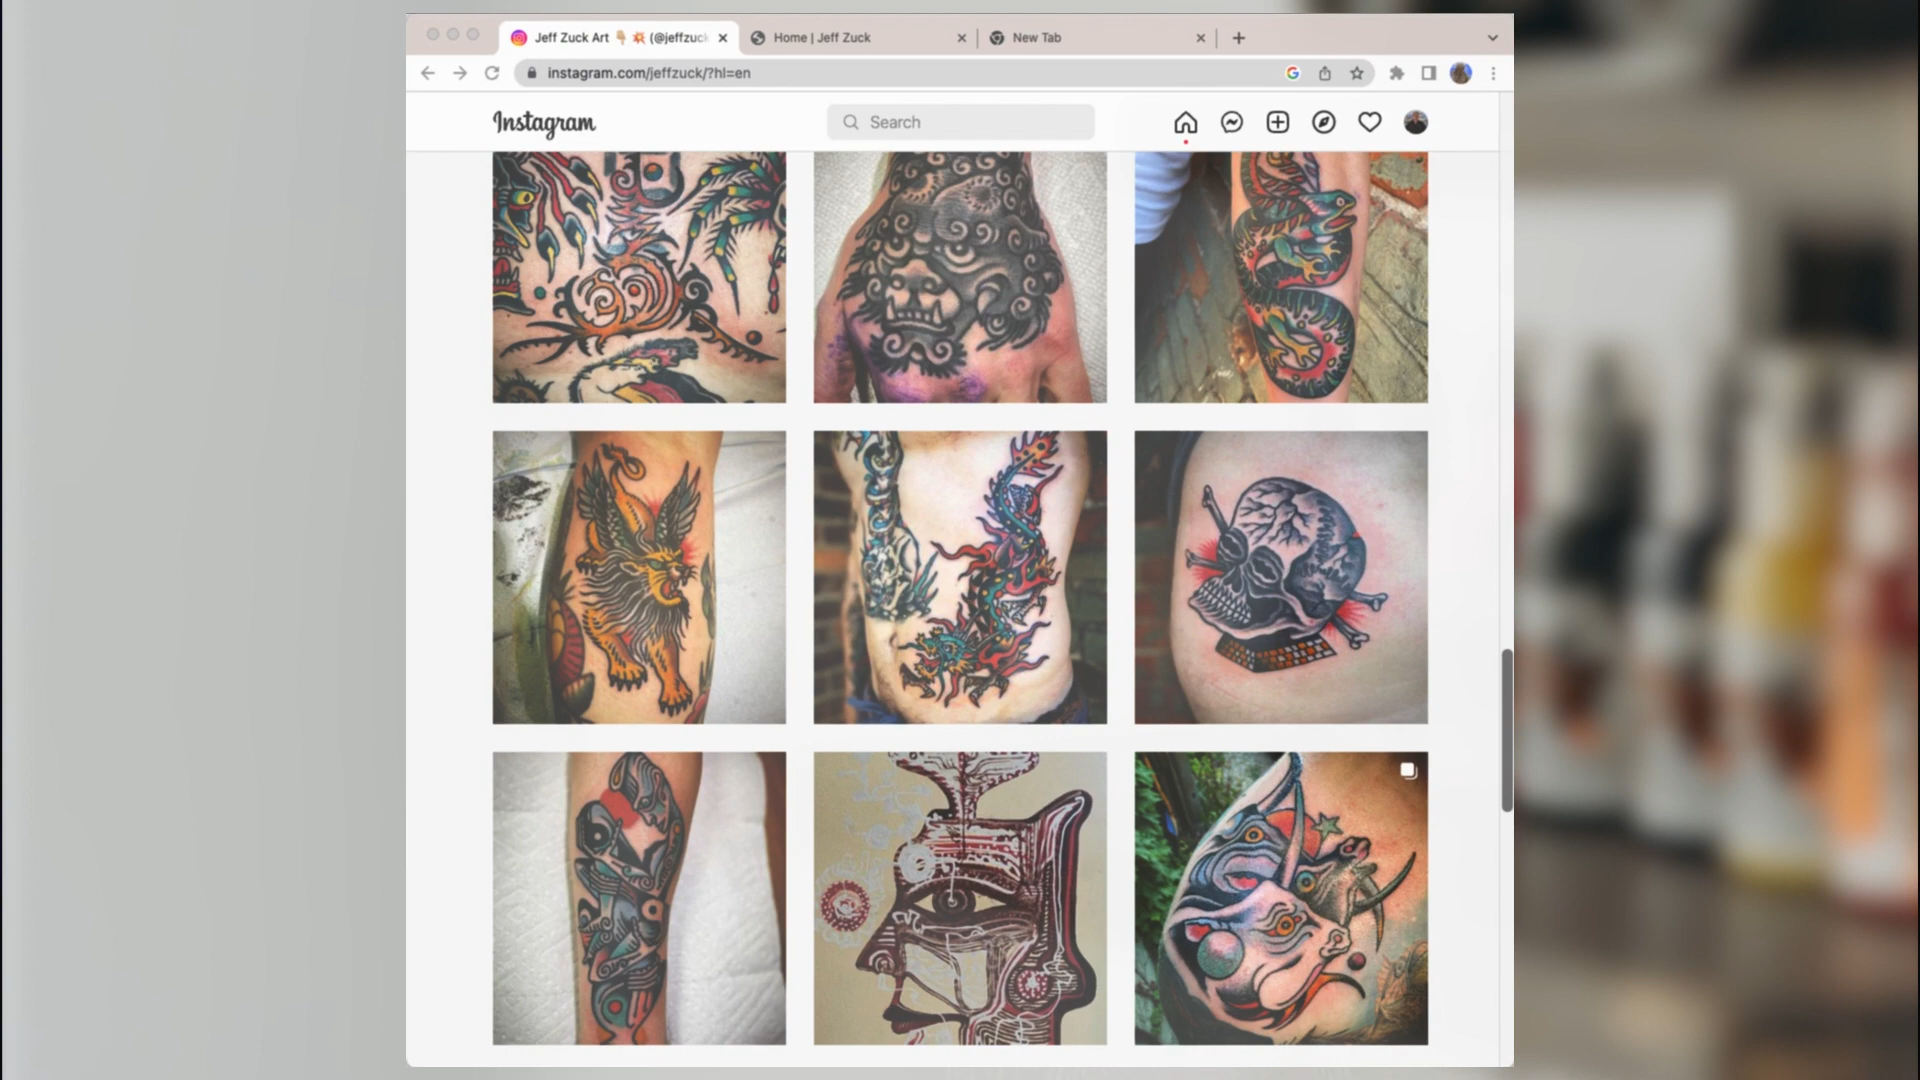 Jeff Zuck Art 👇🏼 💥 (@jeffzuck
Home | Jeff Zuck
New Tab
instagram.com/jeffzuck/?hl=en
Instagram
Search